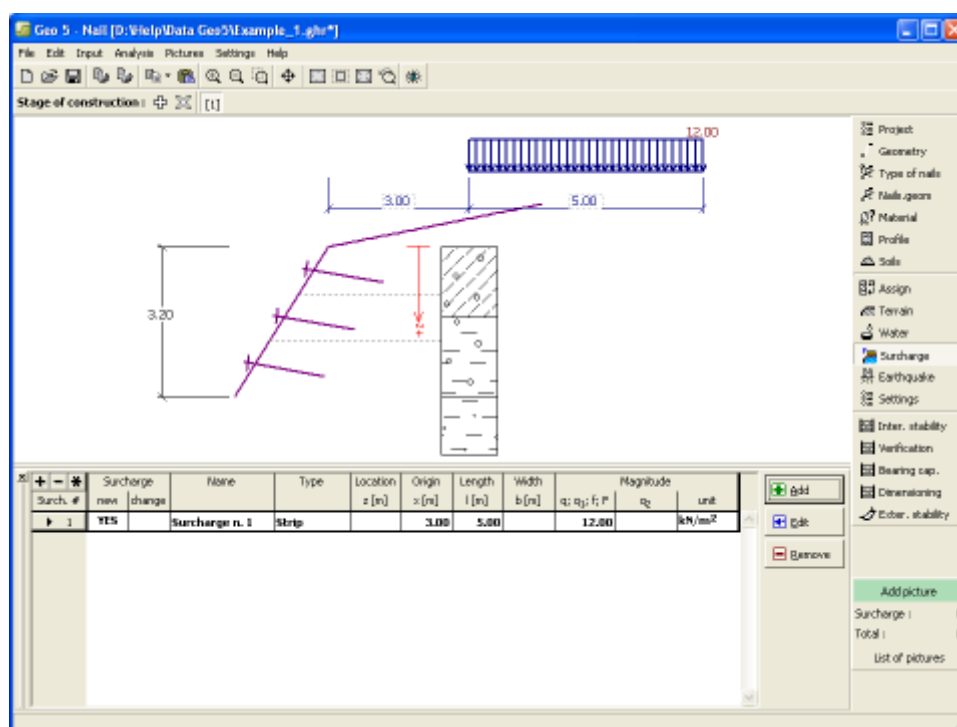 Geo 5 - Nail [D:\Help\Data Geo5\Example_1.ghr*]
File Edit Input Analysis Pictures Settings Help
Stage of construction : [1]
12.00
3.00 5.00
3.20
+z
Project
Geometry
Type of nails
Nails.geom
Material
Profile
Soils
Assign
Terrain
Water
Surcharge
Earthquake
Settings
Inter. stability
Verification
Bearing cap.
Dimensioning
Exter. stability
Add picture
Surcharge :
Total :
List of pictures
Surcharge Name Type Location Origin Length Width Magnitude
Surch. # new change z [m] x [m] l [m] b [m] q; q1; f; F q2 unit
1 YES Surcharge n. 1 Strip 3.00 5.00 12.00 kN/m2
Add
Edit
Remove